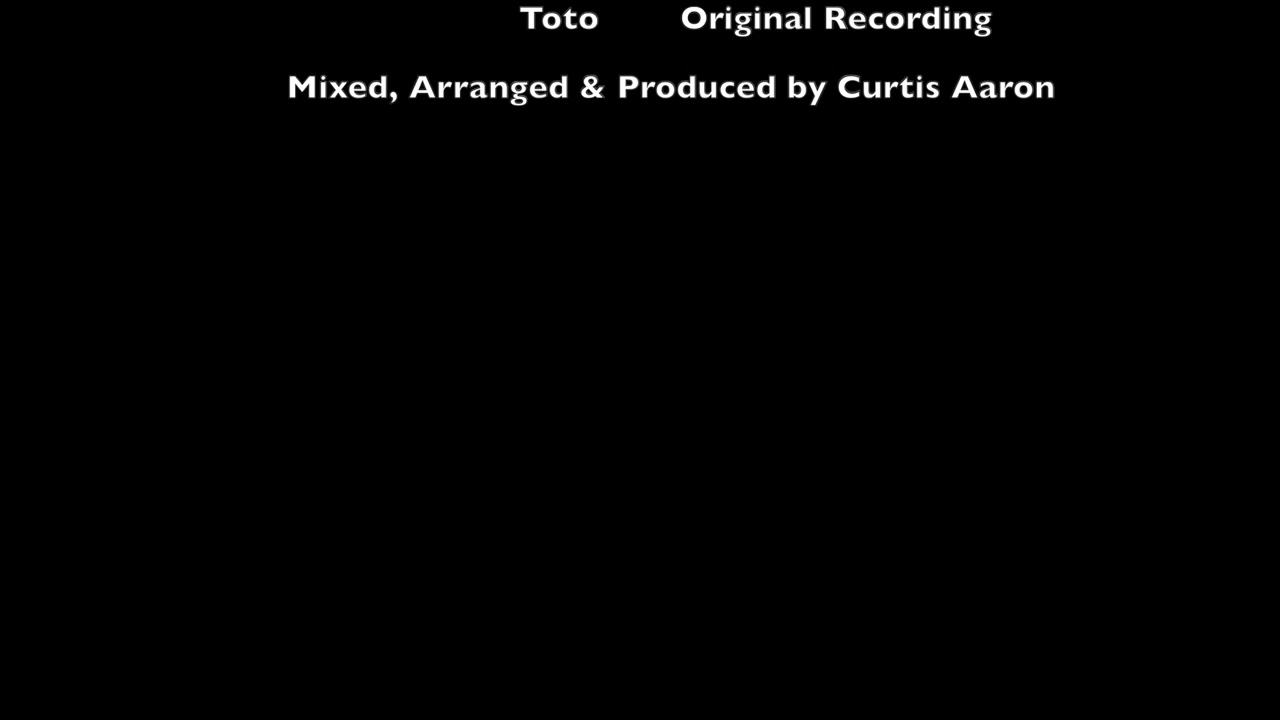 Toto Original Recording
Mixed, Arranged & Produced by Curtis Aaron